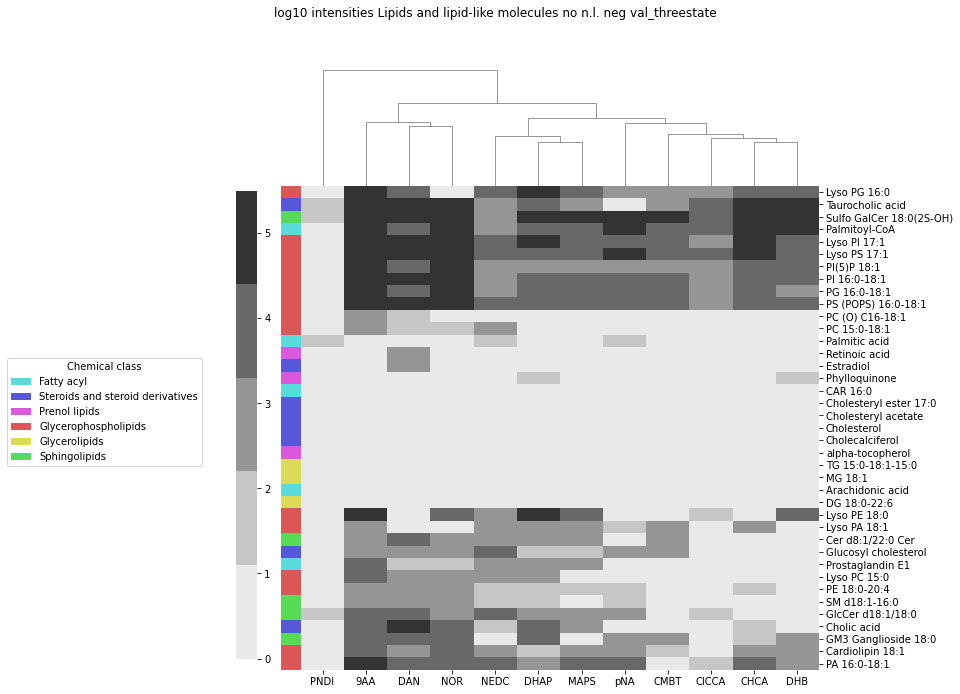 log10 intensities Lipids and lipid-like molecules no n.l. neg val_threestate
5
4
3
2
1
0
Chemical class
Fatty acyl
Steroids and steroid derivatives
Prenol lipids
Glycerophospholipids
Glycerolipids
Sphingolipids
Lyso PG 16:0
Taurocholic acid
Sulfo GalCer 18:0(2S-OH)
Palmitoyl-CoA
Lyso PI 17:1
Lyso PS 17:1
PI(5)P 18:1
PI 16:0-18:1
PG 16:0-18:1
PS (POPS) 16:0-18:1
PC (O) C16-18:1
PC 15:0-18:1
Palmitic acid
Retinoic acid
Estradiol
Phylloquinone
CAR 16:0
Cholesteryl ester 17:0
Cholesteryl acetate
Cholesterol
Cholecalciferol
alpha-tocopherol
TG 15:0-18:1-15:0
MG 18:1
Arachidonic acid
DG 18:0-22:6
Lyso PE 18:0
Lyso PA 18:1
Cer d8:1/22:0 Cer
Glucosyl cholesterol
Prostaglandin E1
Lyso PC 15:0
PE 18:0-20:4
SM d18:1-16:0
GlcCer d18:1/18:0
Cholic acid
GM3 Ganglioside 18:0
Cardiolipin 18:1
PA 16:0-18:1
PNDI 9AA DAN NOR NEDC DHAP MAPS pNA CMBT ClCCA CHCA DHB